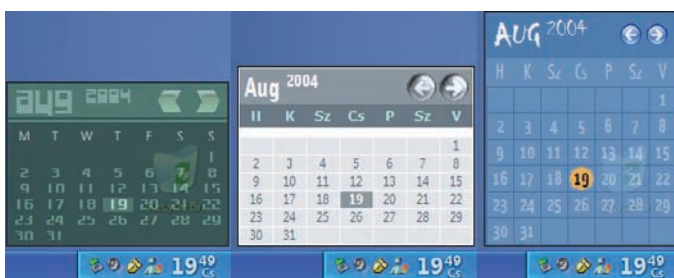 aug 2004
M T W T F S S
1
2 3 4 5 6 7 8
9 10 11 12 13 14 15
16 17 18 19 20 21 22
23 24 25 26 27 28 29
30 31
19 49
Cs
Aug 2004
H K Sz Cs P Sz V
1
2 3 4 5 6 7 8
9 10 11 12 13 14 15
16 17 18 19 20 21 22
23 24 25 26 27 28 29
30 31
19 49
Cs
AUG 2004
H K Sz Cs P Sz V
1
2 3 4 5 6 7 8
9 10 11 12 13 14 15
16 17 18 19 20 21 22
23 24 25 26 27 28 29
30 31
19 49
Cs